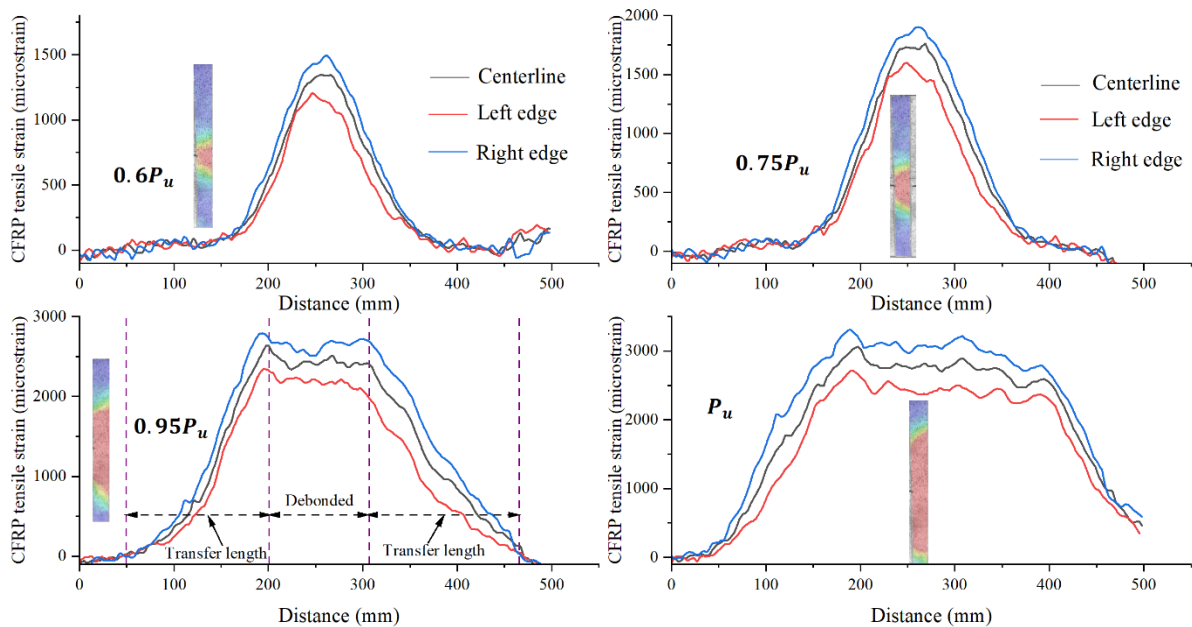 CFRP tensile strain (microstrain)
1500
1000
500
0
0.6Pu
Centerline
Left edge
Right edge
0 100 200 300 400 500
Distance (mm)
CFRP tensile strain (microstrain)
2000
1500
1000
500
0
0.75Pu
Centerline
Left edge
Right edge
0 100 200 300 400 500
Distance (mm)
CFRP tensile strain (microstrain)
3000
2000
1000
0
0.95Pu
Debonded
Transfer length
Transfer length
0 100 200 300 400 500
Distance (mm)
CFRP tensile strain (microstrain)
3000
2000
1000
0
Pu
0 100 200 300 400 500
Distance (mm)